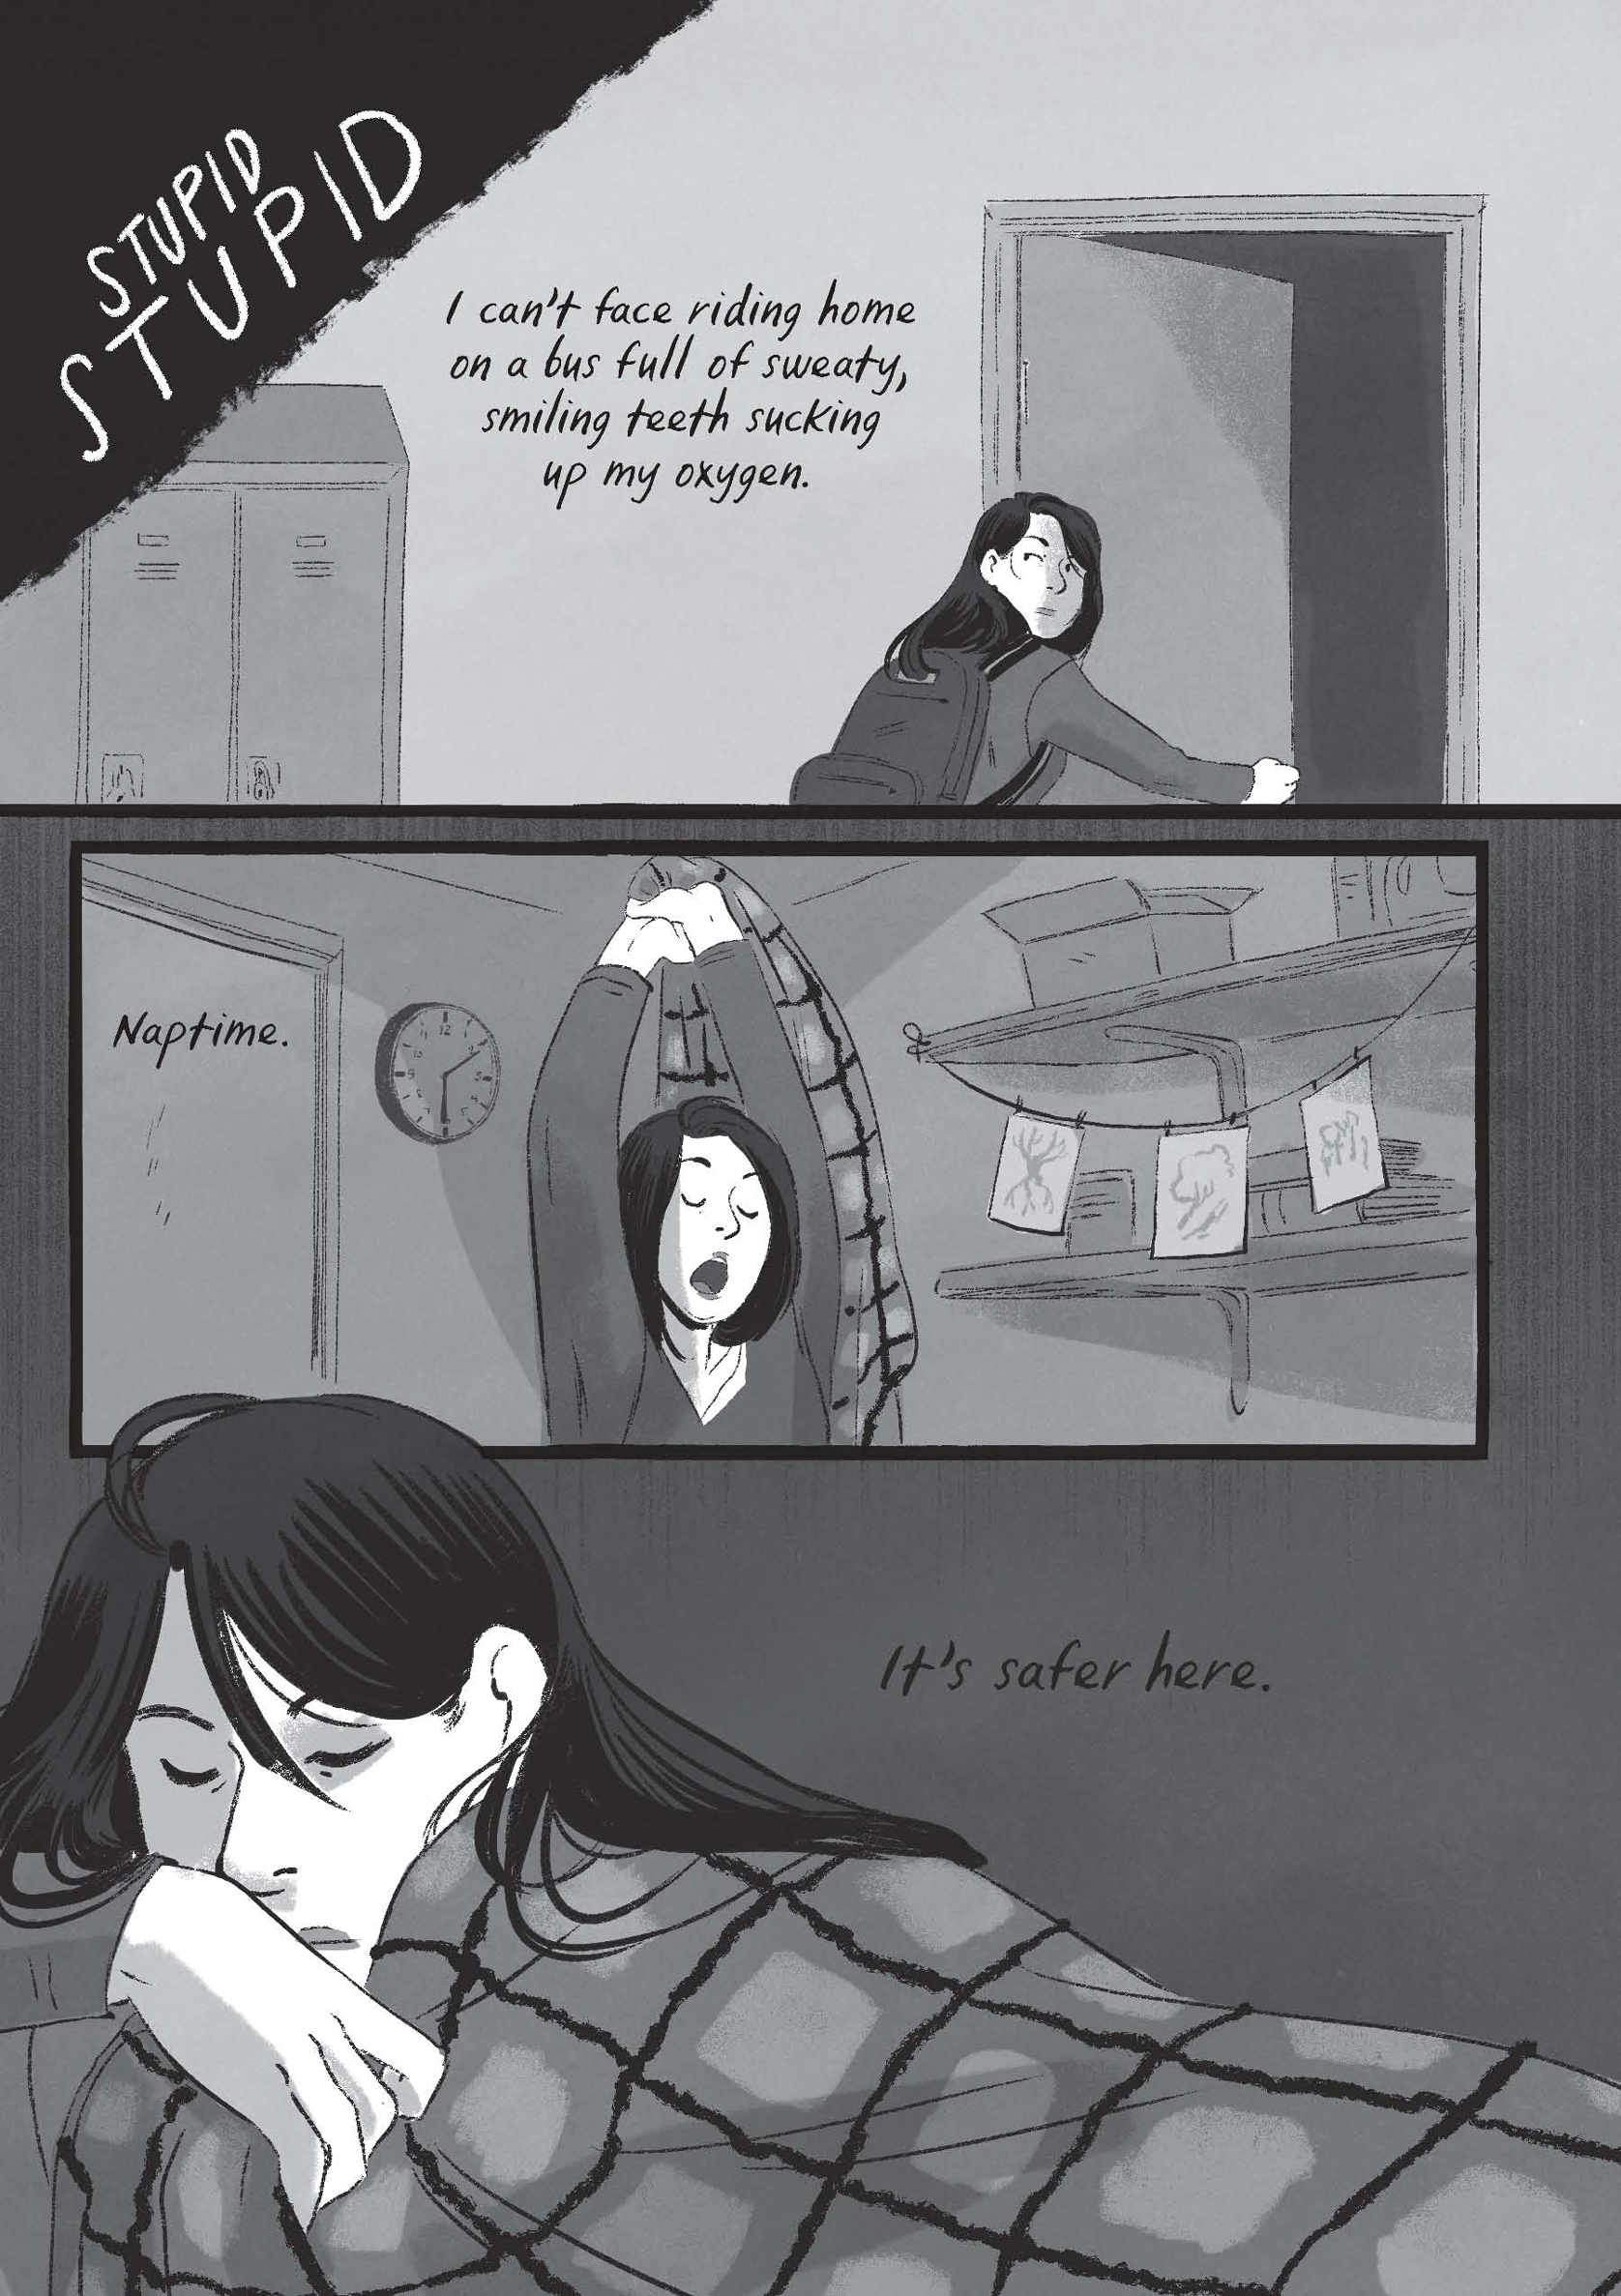 STUPID
STUPID
I can't face riding home
on a bus full of sweaty,
smiling teeth sucking
up my oxygen.
Naptime.
12
It's safer here.